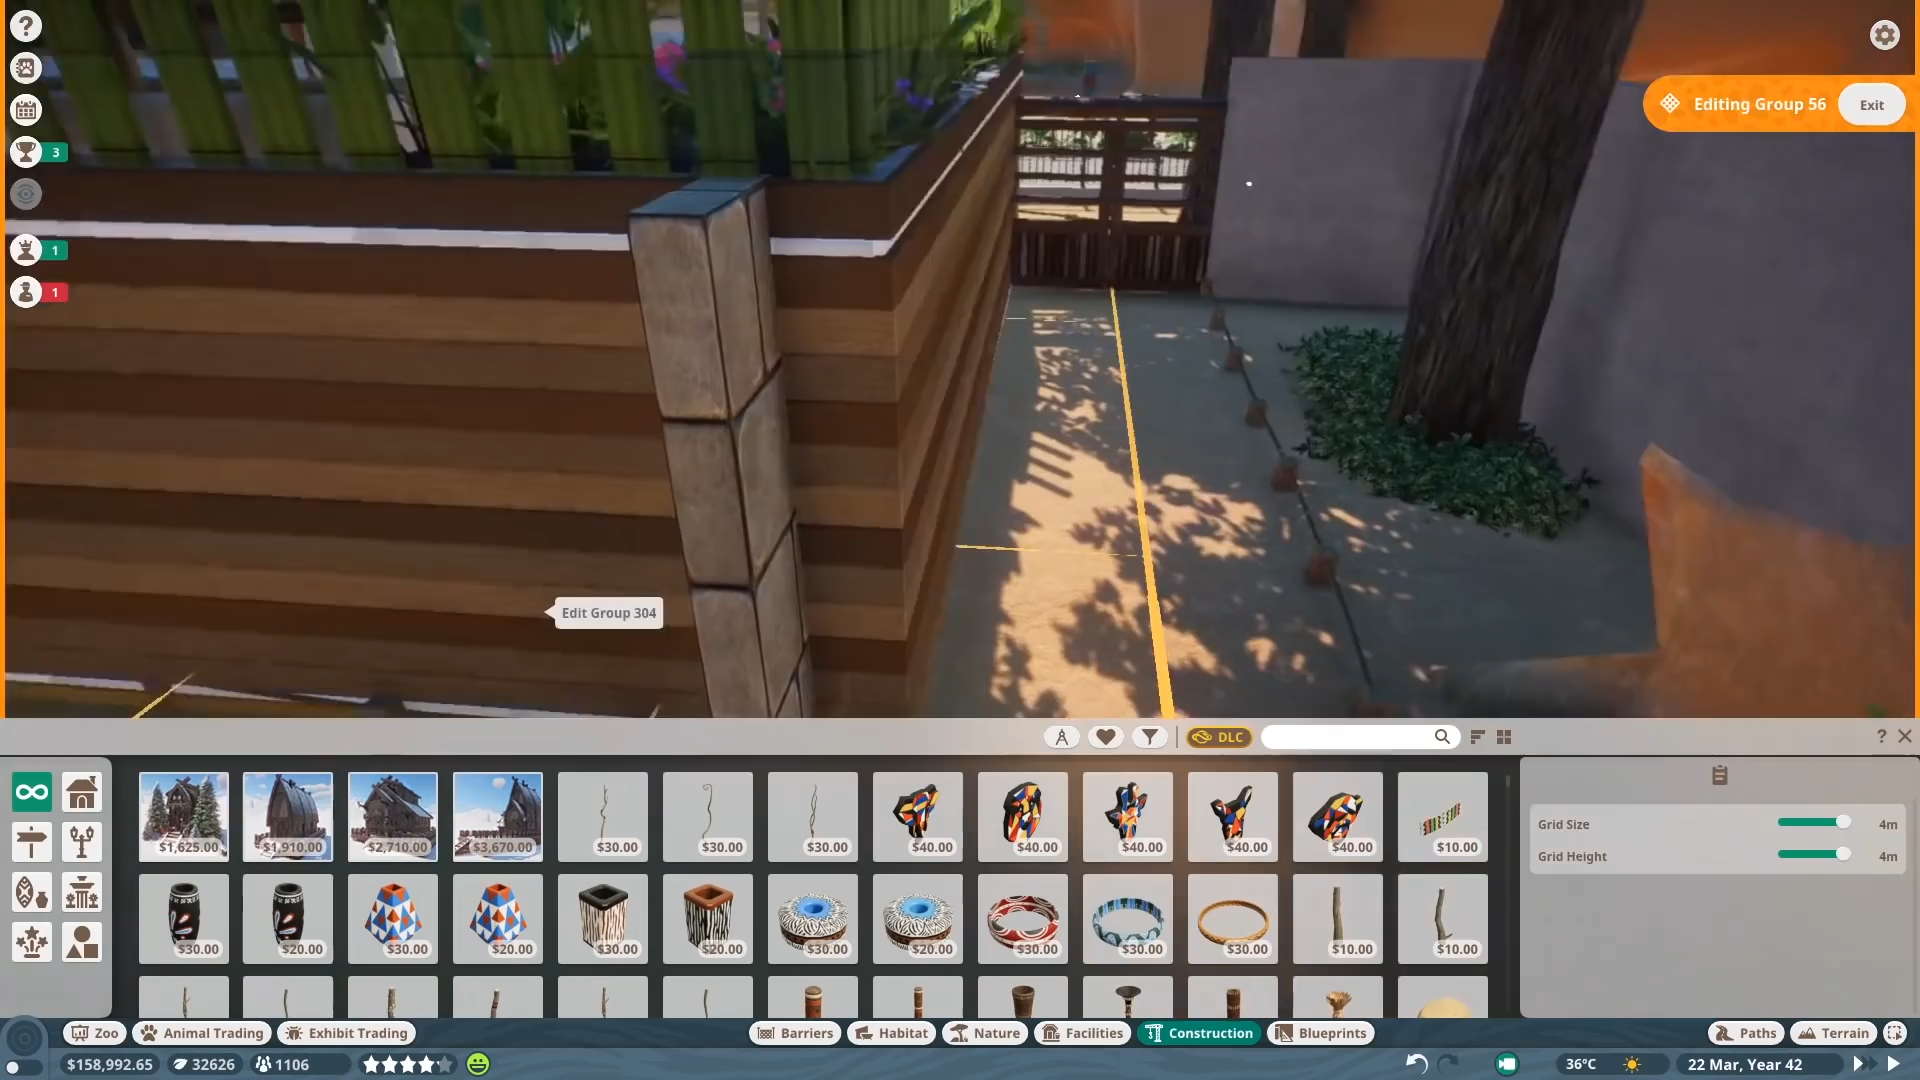 ?
3
1
1
Editing Group 56 Exit
Edit Group 304
DLC
? ×
$1,625.00 $1,910.00 $2,710.00 $3,670.00 $30.00 $30.00 $30.00 $40.00 $40.00 $40.00 $40.00 $40.00 $10.00
Grid Size 4m
Grid Height 4m
$30.00 $20.00 $30.00 $20.00 $30.00 $20.00 $30.00 $20.00 $30.00 $30.00 $30.00 $10.00 $10.00
Zoo Animal Trading Exhibit Trading Barriers Habitat Nature Facilities Construction Blueprints Paths Terrain
$158,992.65 32626 1106 36°C 22 Mar, Year 42